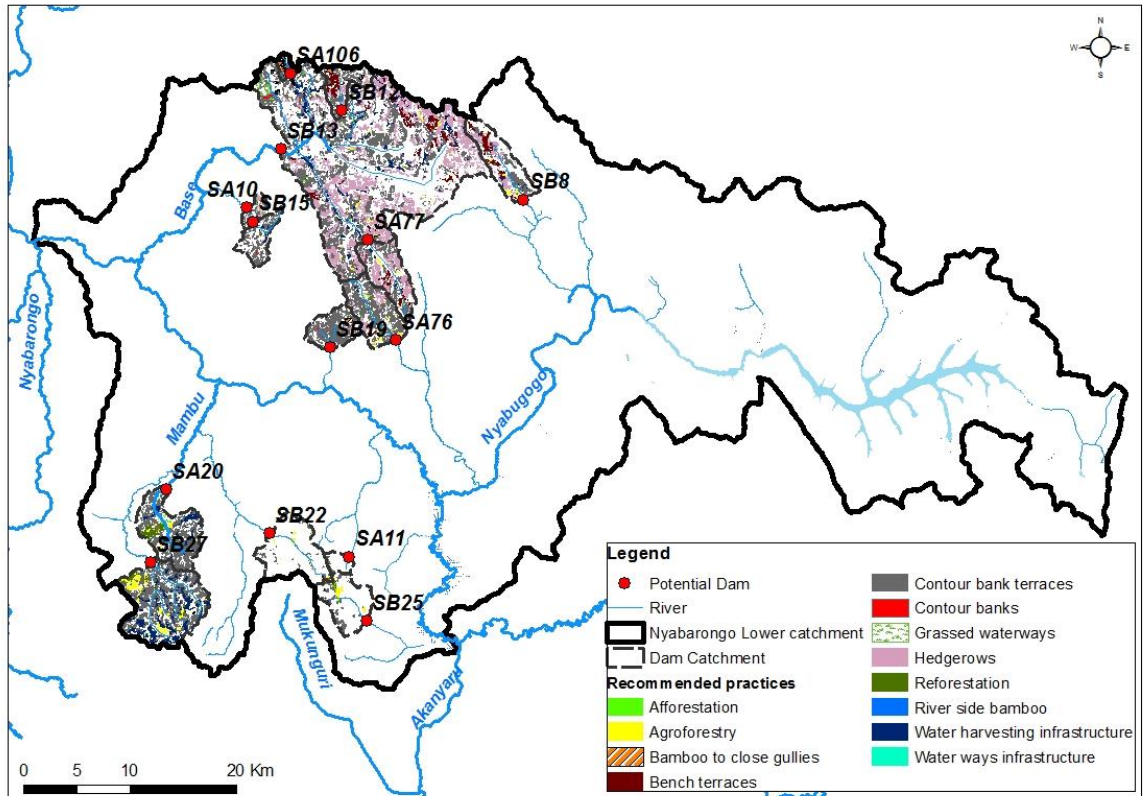 N
W E
S
SA106
SB12
SB13
SB8
SA10
Base
SB15
SA77
SB19
SA76
Nyabarongo
Mambu
Nyabugogo
SA20
SB22
SA11
SB27
SB25
Mukunguri
Akanyaru
Legend
Potential Dam
River
Nyabarongo Lower catchment
Dam Catchment
Recommended practices
Afforestation
Agroforestry
Bamboo to close gullies
Bench terraces
Contour bank terraces
Contour banks
Grassed waterways
Hedgerows
Reforestation
River side bamboo
Water harvesting infrastructure
Water ways infrastructure
0 5 10 20 Km